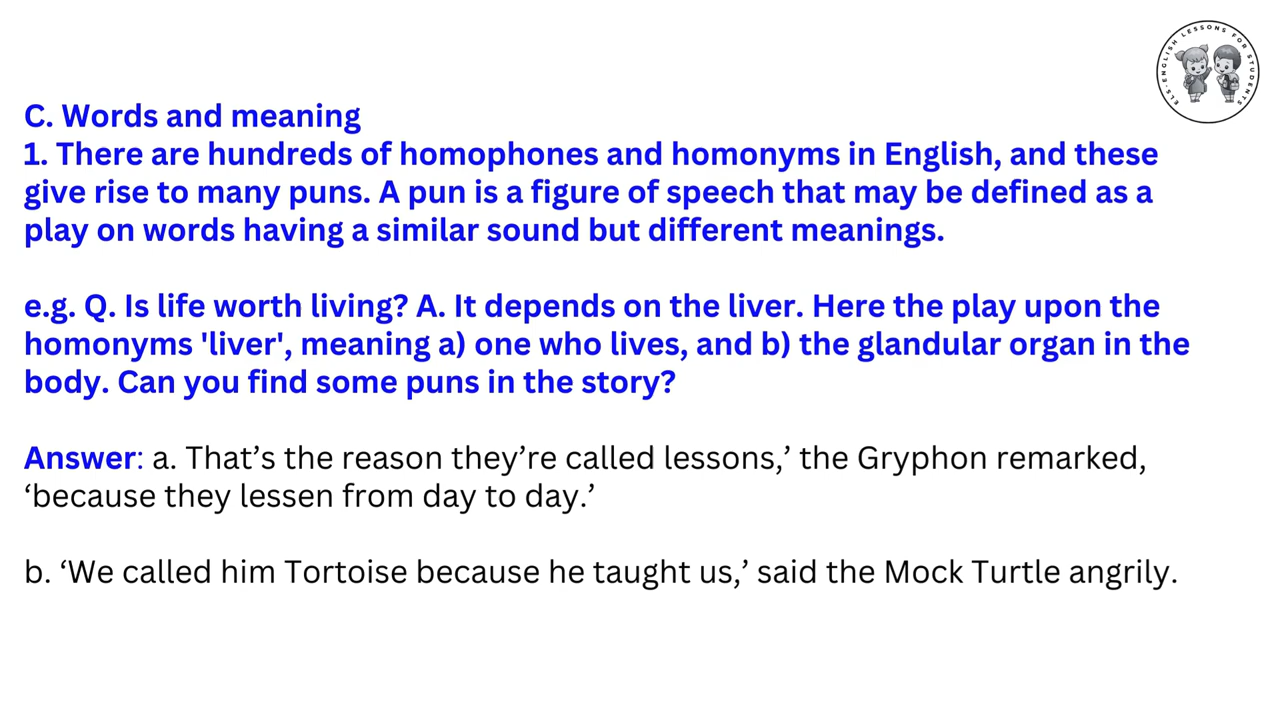 ELS-ENGLISH LESSONS FOR STUDENTS
C. Words and meaning
1. There are hundreds of homophones and homonyms in English, and these
give rise to many puns. A pun is a figure of speech that may be defined as a
play on words having a similar sound but different meanings.
e.g. Q. Is life worth living? A. It depends on the liver. Here the play upon the
homonyms 'liver', meaning a) one who lives, and b) the glandular organ in the
body. Can you find some puns in the story?
Answer: a. That’s the reason they’re called lessons,’ the Gryphon remarked,
‘because they lessen from day to day.’
b. ‘We called him Tortoise because he taught us,’ said the Mock Turtle angrily.